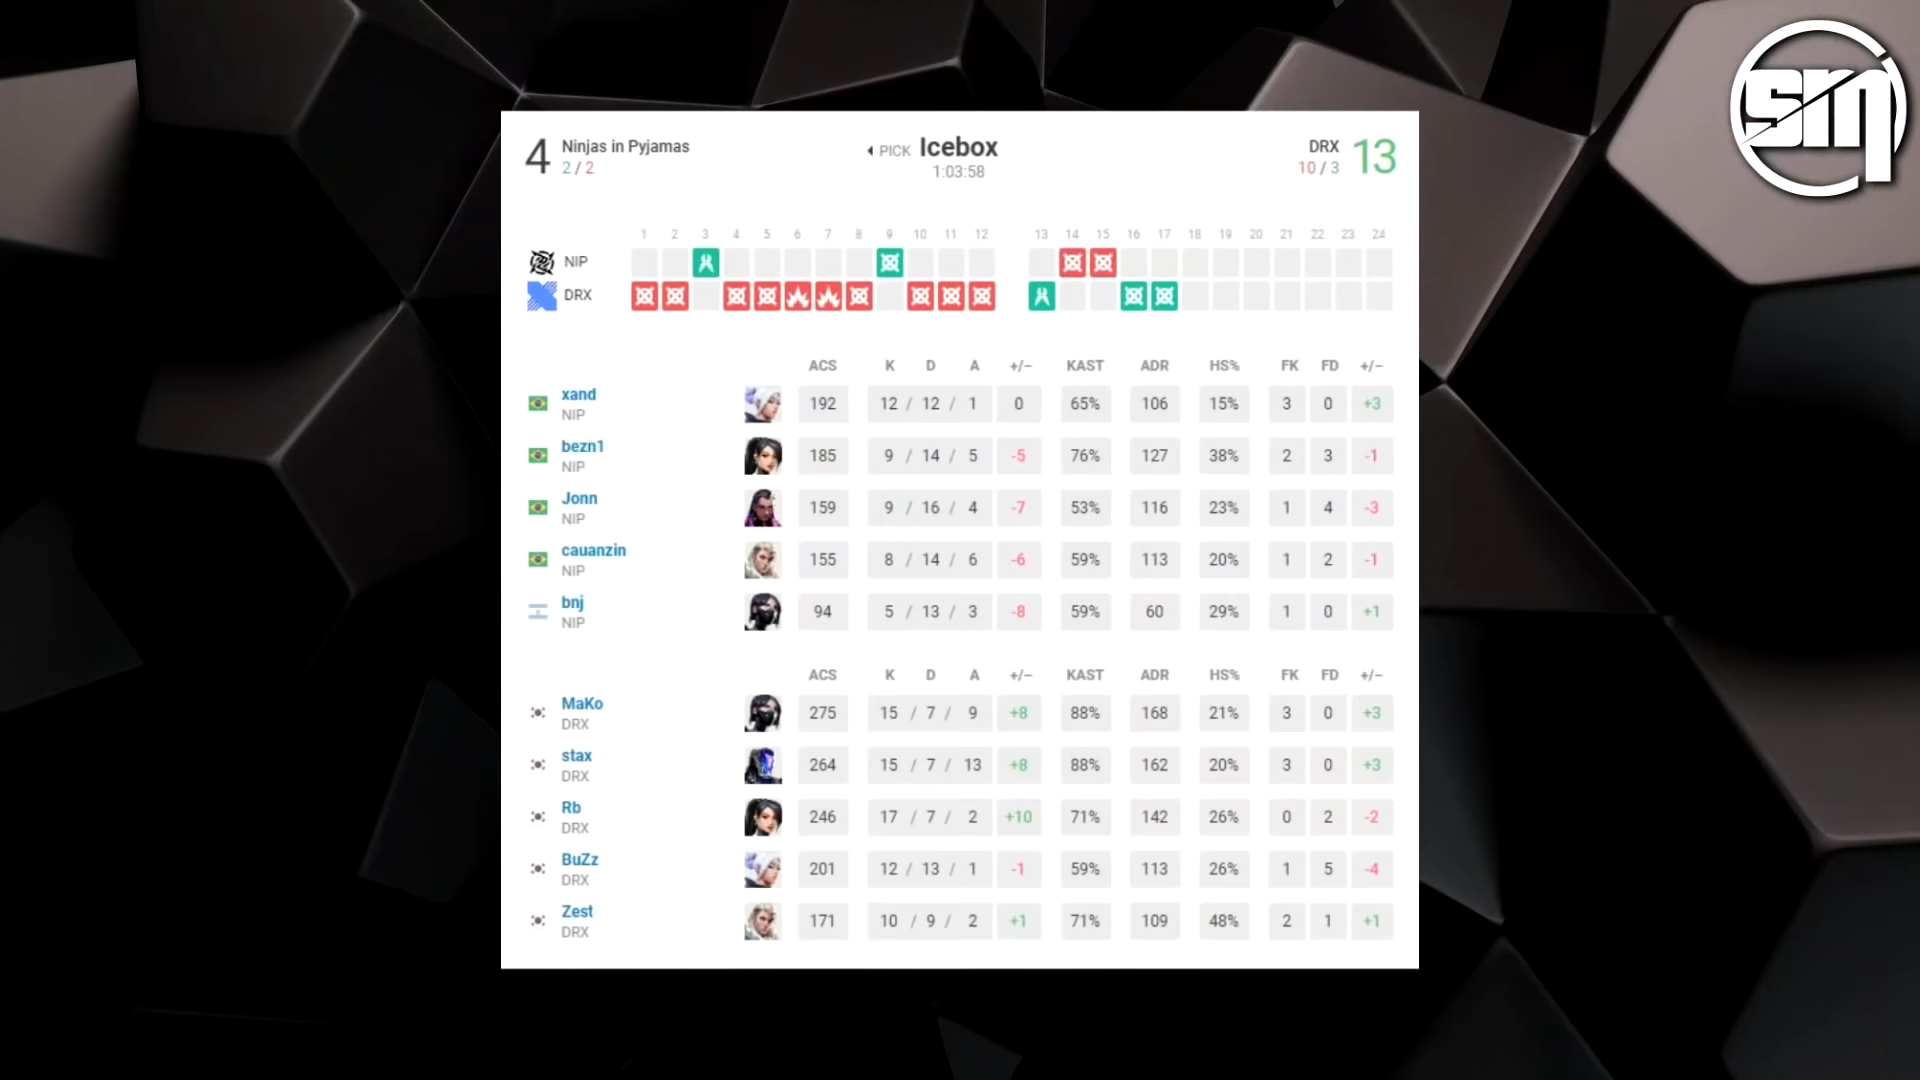 sm
4 Ninjas in Pyjamas PICK Icebox DRX 13
2 / 2 1:03:58 10 / 3
1 2 3 4 5 6 7 8 9 10 11 12 13 14 15 16 17 18 19 20 21 22 23 24
NIP
DRX
ACS K D A +/– KAST ADR HS% FK FD +/–
xand 192 12 / 12 / 1 0 65% 106 15% 3 0 +3
NIP
bezn1 185 9 / 14 / 5 -5 76% 127 38% 2 3 -1
NIP
Jonn 159 9 / 16 / 4 -7 53% 116 23% 1 4 -3
NIP
cauanzin 155 8 / 14 / 6 -6 59% 113 20% 1 2 -1
NIP
bnj 94 5 / 13 / 3 -8 59% 60 29% 1 0 +1
NIP
ACS K D A +/– KAST ADR HS% FK FD +/–
MaKo 275 15 / 7 / 9 +8 88% 168 21% 3 0 +3
DRX
stax 264 15 / 7 / 13 +8 88% 162 20% 3 0 +3
DRX
Rb 246 17 / 7 / 2 +10 71% 142 26% 0 2 -2
DRX
BuZz 201 12 / 13 / 1 -1 59% 113 26% 1 5 -4
DRX
Zest 171 10 / 9 / 2 +1 71% 109 48% 2 1 +1
DRX